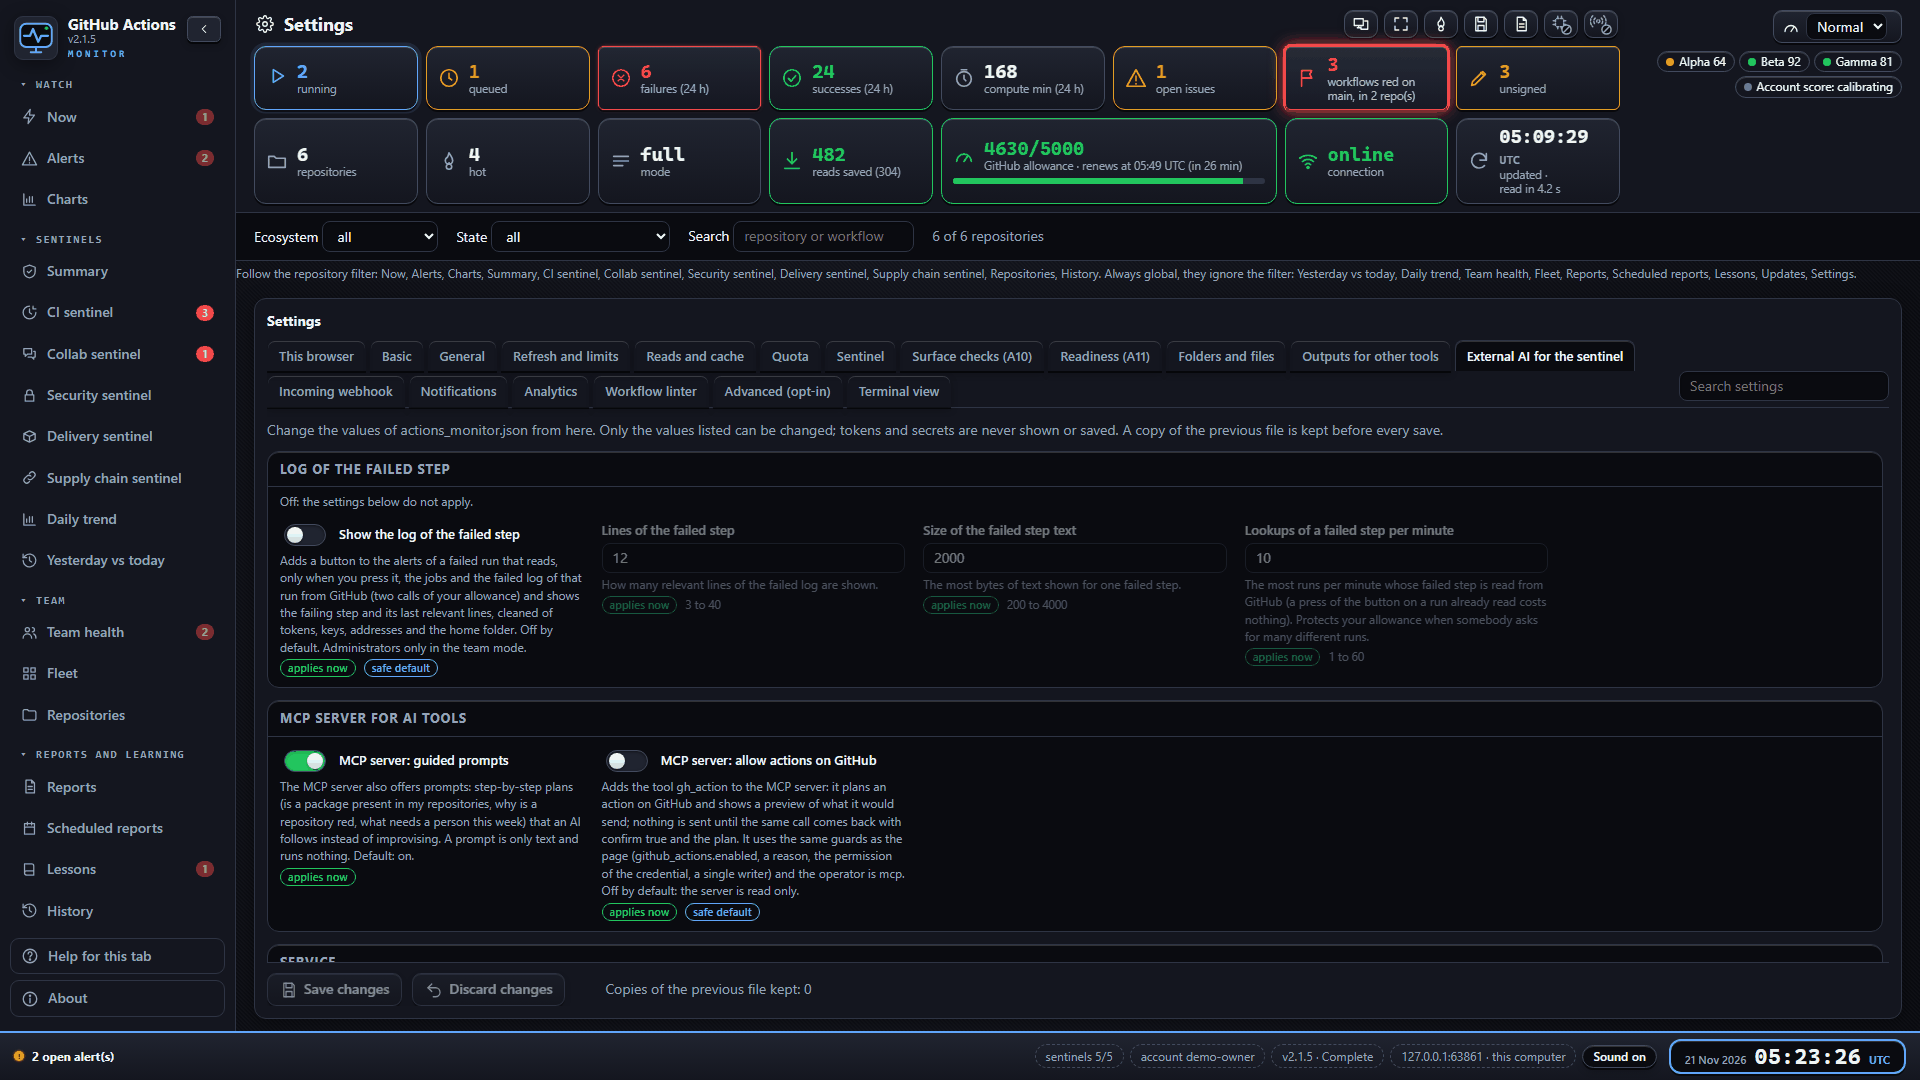 GitHub Actions
v2.1.5
MONITOR
WATCH
Now 1
Alerts 2
Charts
SENTINELS
Summary
CI sentinel 3
Collab sentinel 1
Security sentinel
Delivery sentinel
Supply chain sentinel
Daily trend
Yesterday vs today
TEAM
Team health 2
Fleet
Repositories
REPORTS AND LEARNING
Reports
Scheduled reports
Lessons 1
History
Help for this tab
About
Settings
Normal
2
running
1
queued
6
failures (24 h)
24
successes (24 h)
168
compute min (24 h)
1
open issues
3
workflows red on
main, in 2 repo(s)
3
unsigned
Alpha 64
Beta 92
Gamma 81
Account score: calibrating
6
repositories
4
hot
full
mode
482
reads saved (304)
4630/5000
GitHub allowance · renews at 05:49 UTC (in 26 min)
online
connection
05:09:29
UTC
updated ·
read in 4.2 s
Ecosystem all
State all
Search repository or workflow
6 of 6 repositories
Follow the repository filter: Now, Alerts, Charts, Summary, CI sentinel, Collab sentinel, Security sentinel, Delivery sentinel, Supply chain sentinel, Repositories, History. Always global, they ignore the filter: Yesterday vs today, Daily trend, Team health, Fleet, Reports, Scheduled reports, Lessons, Updates, Settings.
Settings
This browser
Basic
General
Refresh and limits
Reads and cache
Quota
Sentinel
Surface checks (A10)
Readiness (A11)
Folders and files
Outputs for other tools
External AI for the sentinel
Incoming webhook
Notifications
Analytics
Workflow linter
Advanced (opt-in)
Terminal view
Search settings
Change the values of actions_monitor.json from here. Only the values listed can be changed; tokens and secrets are never shown or saved. A copy of the previous file is kept before every save.
LOG OF THE FAILED STEP
Off: the settings below do not apply.
Show the log of the failed step
Adds a button to the alerts of a failed run that reads,
only when you press it, the jobs and the failed log of that
run from GitHub (two calls of your allowance) and shows
the failing step and its last relevant lines, cleaned of
tokens, keys, addresses and the home folder. Off by
default. Administrators only in the team mode.
applies now
safe default
Lines of the failed step
12
How many relevant lines of the failed log are shown.
applies now 3 to 40
Size of the failed step text
2000
The most bytes of text shown for one failed step.
applies now 200 to 4000
Lookups of a failed step per minute
10
The most runs per minute whose failed step is read from
GitHub (a press of the button on a run already read costs
nothing). Protects your allowance when somebody asks
for many different runs.
applies now 1 to 60
MCP SERVER FOR AI TOOLS
MCP server: guided prompts
The MCP server also offers prompts: step-by-step plans
(is a package present in my repositories, why is a
repository red, what needs a person this week) that an AI
follows instead of improvising. A prompt is only text and
runs nothing. Default: on.
applies now
MCP server: allow actions on GitHub
Adds the tool gh_action to the MCP server: it plans an
action on GitHub and shows a preview of what it would
send; nothing is sent until the same call comes back with
confirm true and the plan. It uses the same guards as the
page (github_actions.enabled, a reason, the permission
of the credential, a single writer) and the operator is mcp.
Off by default: the server is read only.
applies now
safe default
SERVICE
Save changes
Discard changes
Copies of the previous file kept: 0
2 open alert(s)
sentinels 5/5
account demo-owner
v2.1.5 · Complete
127.0.0.1:63861 · this computer
Sound on
21 Nov 2026 05:23:26 UTC